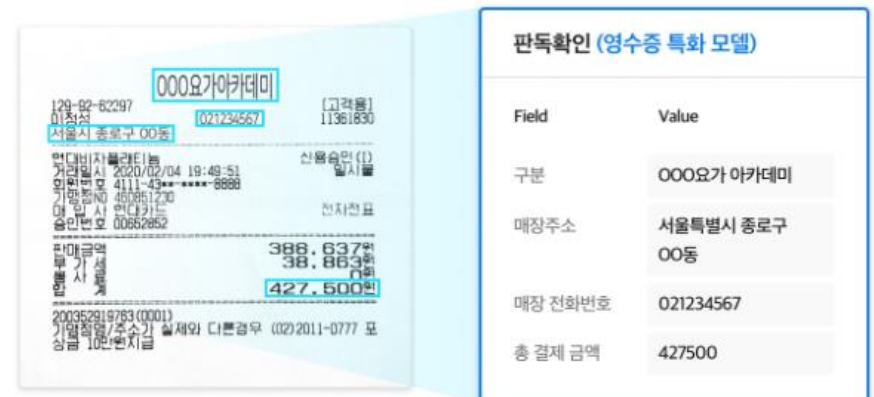 OOO요가아카데미
129-92-62297 [고객용]
이정성 021234567 11361830
서울시 종로구 OO동
현대비자플래티늄 신용승인(I)
거래일시 2020/02/04 19:49:51 일시불
회원번호 4111-43**-****-8888
가맹점NO 460851230
매 입 사 현대카드 전자전표
승인번호 00652852
판매금액 388,637원
부 가 세 38,863원
봉 사 료 0원
합 계 427,500원
200352919763(0001)
가맹점명/주소가 실제와 다른경우 (02)2011-0777 포
상금 10만원지급
판독확인 (영수증 특화 모델)
Field Value
구분 OOO요가 아카데미
매장주소 서울특별시 종로구
OO동
매장 전화번호 021234567
총 결제 금액 427500